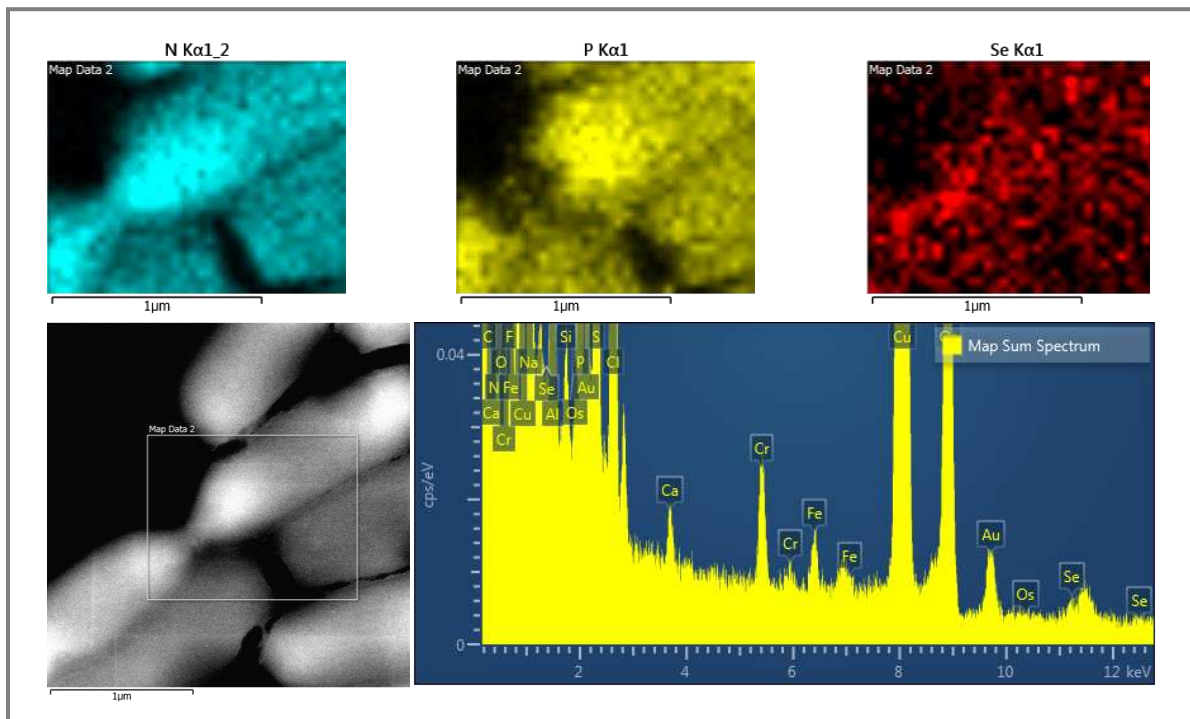 N Kα1_2
P Kα1
Se Kα1
Map Data 2
Map Data 2
Map Data 2
1µm
1µm
1µm
Map Data 2
1µm
Map Sum Spectrum
cps/eV
0.04
0
C F Si S Cu
O Na P Cl
N Fe Se Au
Ca Cu Al Os
Cr
Ca
Cr
Cr
Fe
Fe
Au
Os
Se
Se
2 4 6 8 10 12 keV